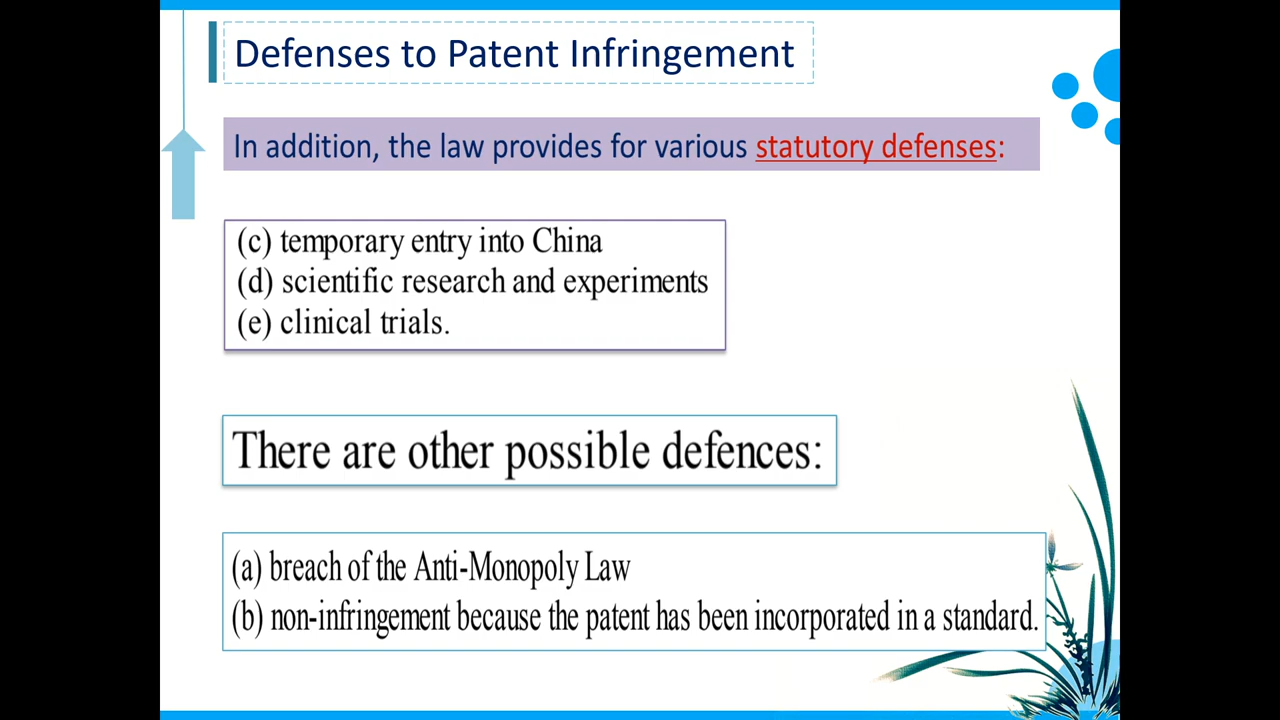 Defenses to Patent Infringement
In addition, the law provides for various statutory defenses:
(c) temporary entry into China
(d) scientific research and experiments
(e) clinical trials.
There are other possible defences:
(a) breach of the Anti-Monopoly Law
(b) non-infringement because the patent has been incorporated in a standard.